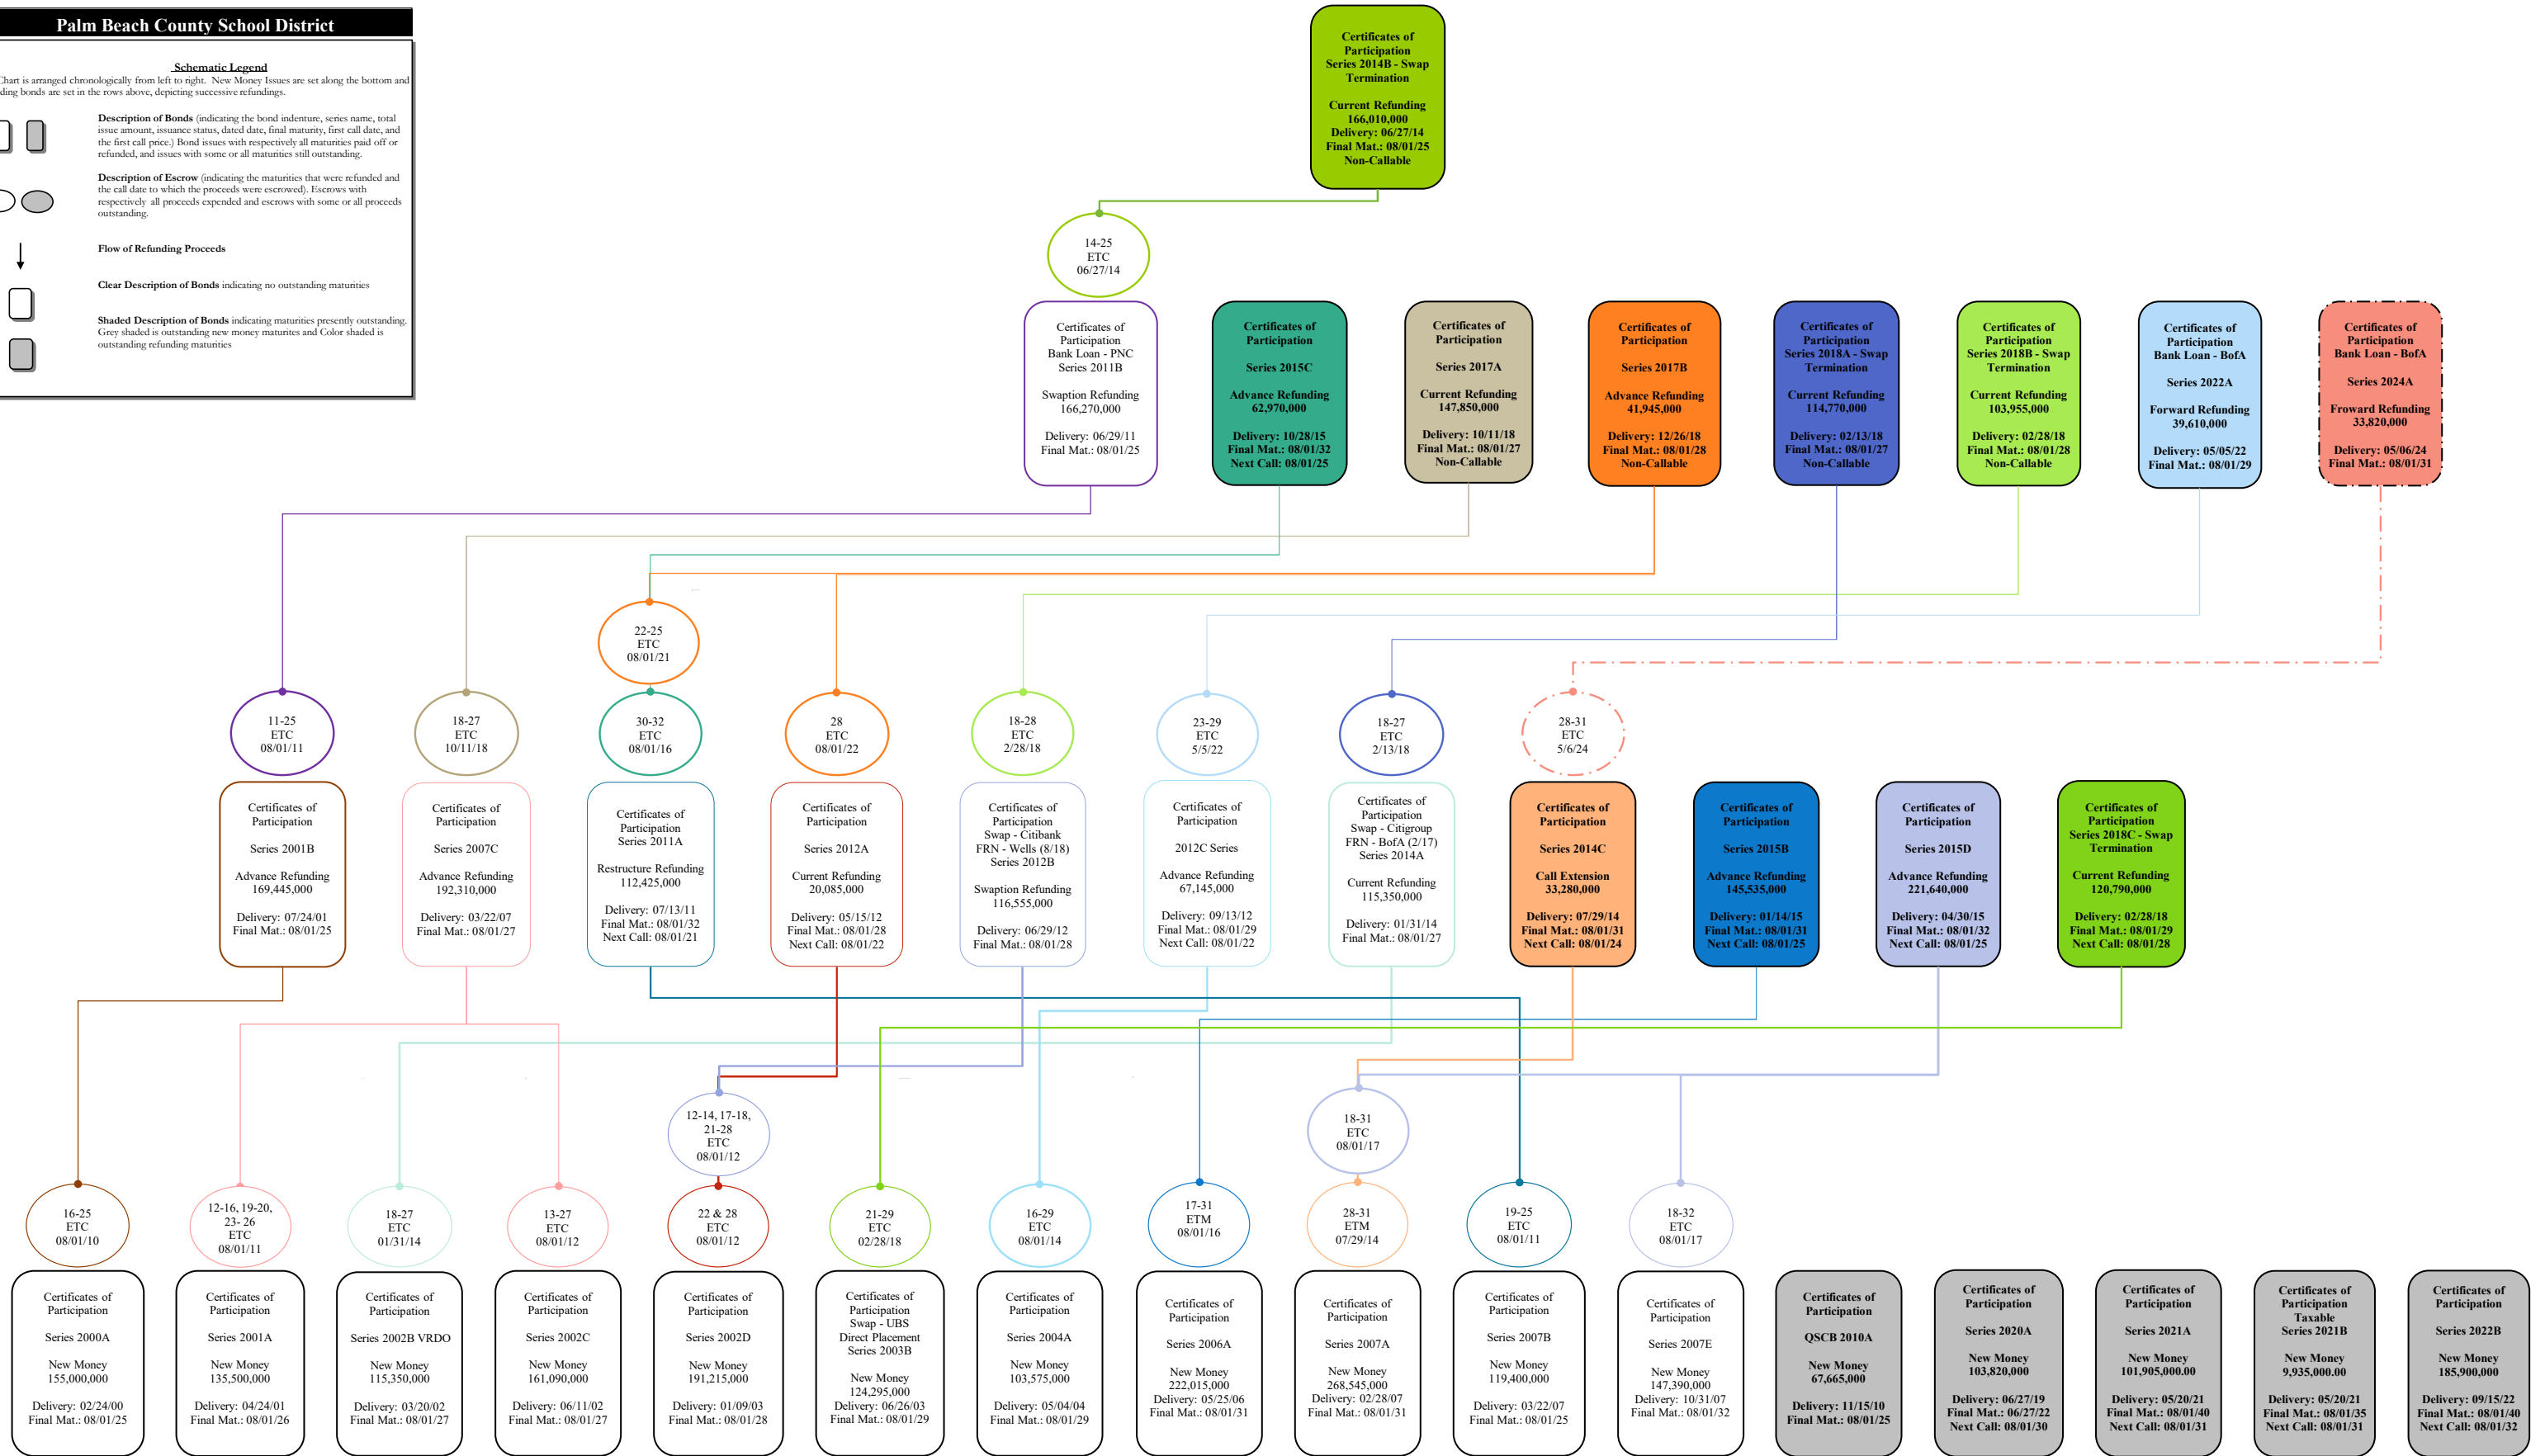 Palm Beach County School District
Schematic Legend
Chart is arranged chronologically from left to right. New Money Issues are set along the bottom and
ding bonds are set in the rows above, depicting successive refundings.
Description of Bonds (indicating the bond indenture, series name, total
issue amount, issuance status, dated date, final maturity, first call date, and
the first call price.) Bond issues with respectively all maturities paid off or
refunded, and issues with some or all maturities still outstanding.
Description of Escrow (indicating the maturities that were refunded and
the call date to which the proceeds were escrowed). Escrows with
respectively all proceeds expended and escrows with some or all proceeds
outstanding.
Flow of Refunding Proceeds
Clear Description of Bonds indicating no outstanding maturities
Shaded Description of Bonds indicating maturities presently outstanding.
Grey shaded is outstanding new money maturites and Color shaded is
outstanding refunding maturities
Certificates of
Participation
Series 2014B - Swap
Termination
Current Refunding
166,010,000
Delivery: 06/27/14
Final Mat.: 08/01/25
Non-Callable
14-25
ETC
06/27/14
Certificates of
Participation
Bank Loan - PNC
Series 2011B
Swaption Refunding
166,270,000
Delivery: 06/29/11
Final Mat.: 08/01/25
Certificates of
Participation
Series 2015C
Advance Refunding
62,970,000
Delivery: 10/28/15
Final Mat.: 08/01/32
Next Call: 08/01/25
Certificates of
Participation
Series 2017A
Current Refunding
147,850,000
Delivery: 10/11/18
Final Mat.: 08/01/27
Non-Callable
Certificates of
Participation
Series 2017B
Advance Refunding
41,945,000
Delivery: 12/26/18
Final Mat.: 08/01/28
Non-Callable
Certificates of
Participation
Series 2018A - Swap
Termination
Current Refunding
114,770,000
Delivery: 02/13/18
Final Mat.: 08/01/27
Non-Callable
Certificates of
Participation
Series 2018B - Swap
Termination
Current Refunding
103,955,000
Delivery: 02/28/18
Final Mat.: 08/01/28
Non-Callable
Certificates of
Participation
Bank Loan - BofA
Series 2022A
Forward Refunding
39,610,000
Delivery: 05/05/22
Final Mat.: 08/01/29
Certificates of
Participation
Bank Loan - BofA
Series 2024A
Froward Refunding
33,820,000
Delivery: 05/06/24
Final Mat.: 08/01/31
22-25
ETC
08/01/21
11-25
ETC
08/01/11
18-27
ETC
10/11/18
30-32
ETC
08/01/16
28
ETC
08/01/22
18-28
ETC
2/28/18
23-29
ETC
5/5/22
18-27
ETC
2/13/18
28-31
ETC
5/6/24
Certificates of
Participation
Series 2001B
Advance Refunding
169,445,000
Delivery: 07/24/01
Final Mat.: 08/01/25
Certificates of
Participation
Series 2007C
Advance Refunding
192,310,000
Delivery: 03/22/07
Final Mat.: 08/01/27
Certificates of
Participation
Series 2011A
Restructure Refunding
112,425,000
Delivery: 07/13/11
Final Mat.: 08/01/32
Next Call: 08/01/21
Certificates of
Participation
Series 2012A
Current Refunding
20,085,000
Delivery: 05/15/12
Final Mat.: 08/01/28
Next Call: 08/01/22
Certificates of
Participation
Swap - Citibank
FRN - Wells (8/18)
Series 2012B
Swaption Refunding
116,555,000
Delivery: 06/29/12
Final Mat.: 08/01/28
Certificates of
Participation
2012C Series
Advance Refunding
67,145,000
Delivery: 09/13/12
Final Mat.: 08/01/29
Next Call: 08/01/22
Certificates of
Participation
Swap - Citigroup
FRN - BofA (2/17)
Series 2014A
Current Refunding
115,350,000
Delivery: 01/31/14
Final Mat.: 08/01/27
Certificates of
Participation
Series 2014C
Call Extension
33,280,000
Delivery: 07/29/14
Final Mat.: 08/01/31
Next Call: 08/01/24
Certificates of
Participation
Series 2015B
Advance Refunding
145,535,000
Delivery: 01/14/15
Final Mat.: 08/01/31
Next Call: 08/01/25
Certificates of
Participation
Series 2015D
Advance Refunding
221,640,000
Delivery: 04/30/15
Final Mat.: 08/01/32
Next Call: 08/01/25
Certificates of
Participation
Series 2018C - Swap
Termination
Current Refunding
120,790,000
Delivery: 02/28/18
Final Mat.: 08/01/29
Next Call: 08/01/28
12-14, 17-18,
21-28
ETC
08/01/12
18-31
ETC
08/01/17
16-25
ETC
08/01/10
12-16, 19-20,
23- 26
ETC
08/01/11
18-27
ETC
01/31/14
13-27
ETC
08/01/12
22 & 28
ETC
08/01/12
21-29
ETC
02/28/18
16-29
ETC
08/01/14
17-31
ETM
08/01/16
28-31
ETM
07/29/14
19-25
ETC
08/01/11
18-32
ETC
08/01/17
Certificates of
Participation
Series 2000A
New Money
155,000,000
Delivery: 02/24/00
Final Mat.: 08/01/25
Certificates of
Participation
Series 2001A
New Money
135,500,000
Delivery: 04/24/01
Final Mat.: 08/01/26
Certificates of
Participation
Series 2002B VRDO
New Money
115,350,000
Delivery: 03/20/02
Final Mat.: 08/01/27
Certificates of
Participation
Series 2002C
New Money
161,090,000
Delivery: 06/11/02
Final Mat.: 08/01/27
Certificates of
Participation
Series 2002D
New Money
191,215,000
Delivery: 01/09/03
Final Mat.: 08/01/28
Certificates of
Participation
Swap - UBS
Direct Placement
Series 2003B
New Money
124,295,000
Delivery: 06/26/03
Final Mat.: 08/01/29
Certificates of
Participation
Series 2004A
New Money
103,575,000
Delivery: 05/04/04
Final Mat.: 08/01/29
Certificates of
Participation
Series 2006A
New Money
222,015,000
Delivery: 05/25/06
Final Mat.: 08/01/31
Certificates of
Participation
Series 2007A
New Money
268,545,000
Delivery: 02/28/07
Final Mat.: 08/01/31
Certificates of
Participation
Series 2007B
New Money
119,400,000
Delivery: 03/22/07
Final Mat.: 08/01/25
Certificates of
Participation
Series 2007E
New Money
147,390,000
Delivery: 10/31/07
Final Mat.: 08/01/32
Certificates of
Participation
QSCB 2010A
New Money
67,665,000
Delivery: 11/15/10
Final Mat.: 08/01/25
Certificates of
Participation
Series 2020A
New Money
103,820,000
Delivery: 06/27/19
Final Mat.: 06/27/22
Next Call: 08/01/30
Certificates of
Participation
Series 2021A
New Money
101,905,000.00
Delivery: 05/20/21
Final Mat.: 08/01/40
Next Call: 08/01/31
Certificates of
Participation
Taxable
Series 2021B
New Money
9,935,000.00
Delivery: 05/20/21
Final Mat.: 08/01/35
Next Call: 08/01/31
Certificates of
Participation
Series 2022B
New Money
185,900,000
Delivery: 09/15/22
Final Mat.: 08/01/40
Next Call: 08/01/32